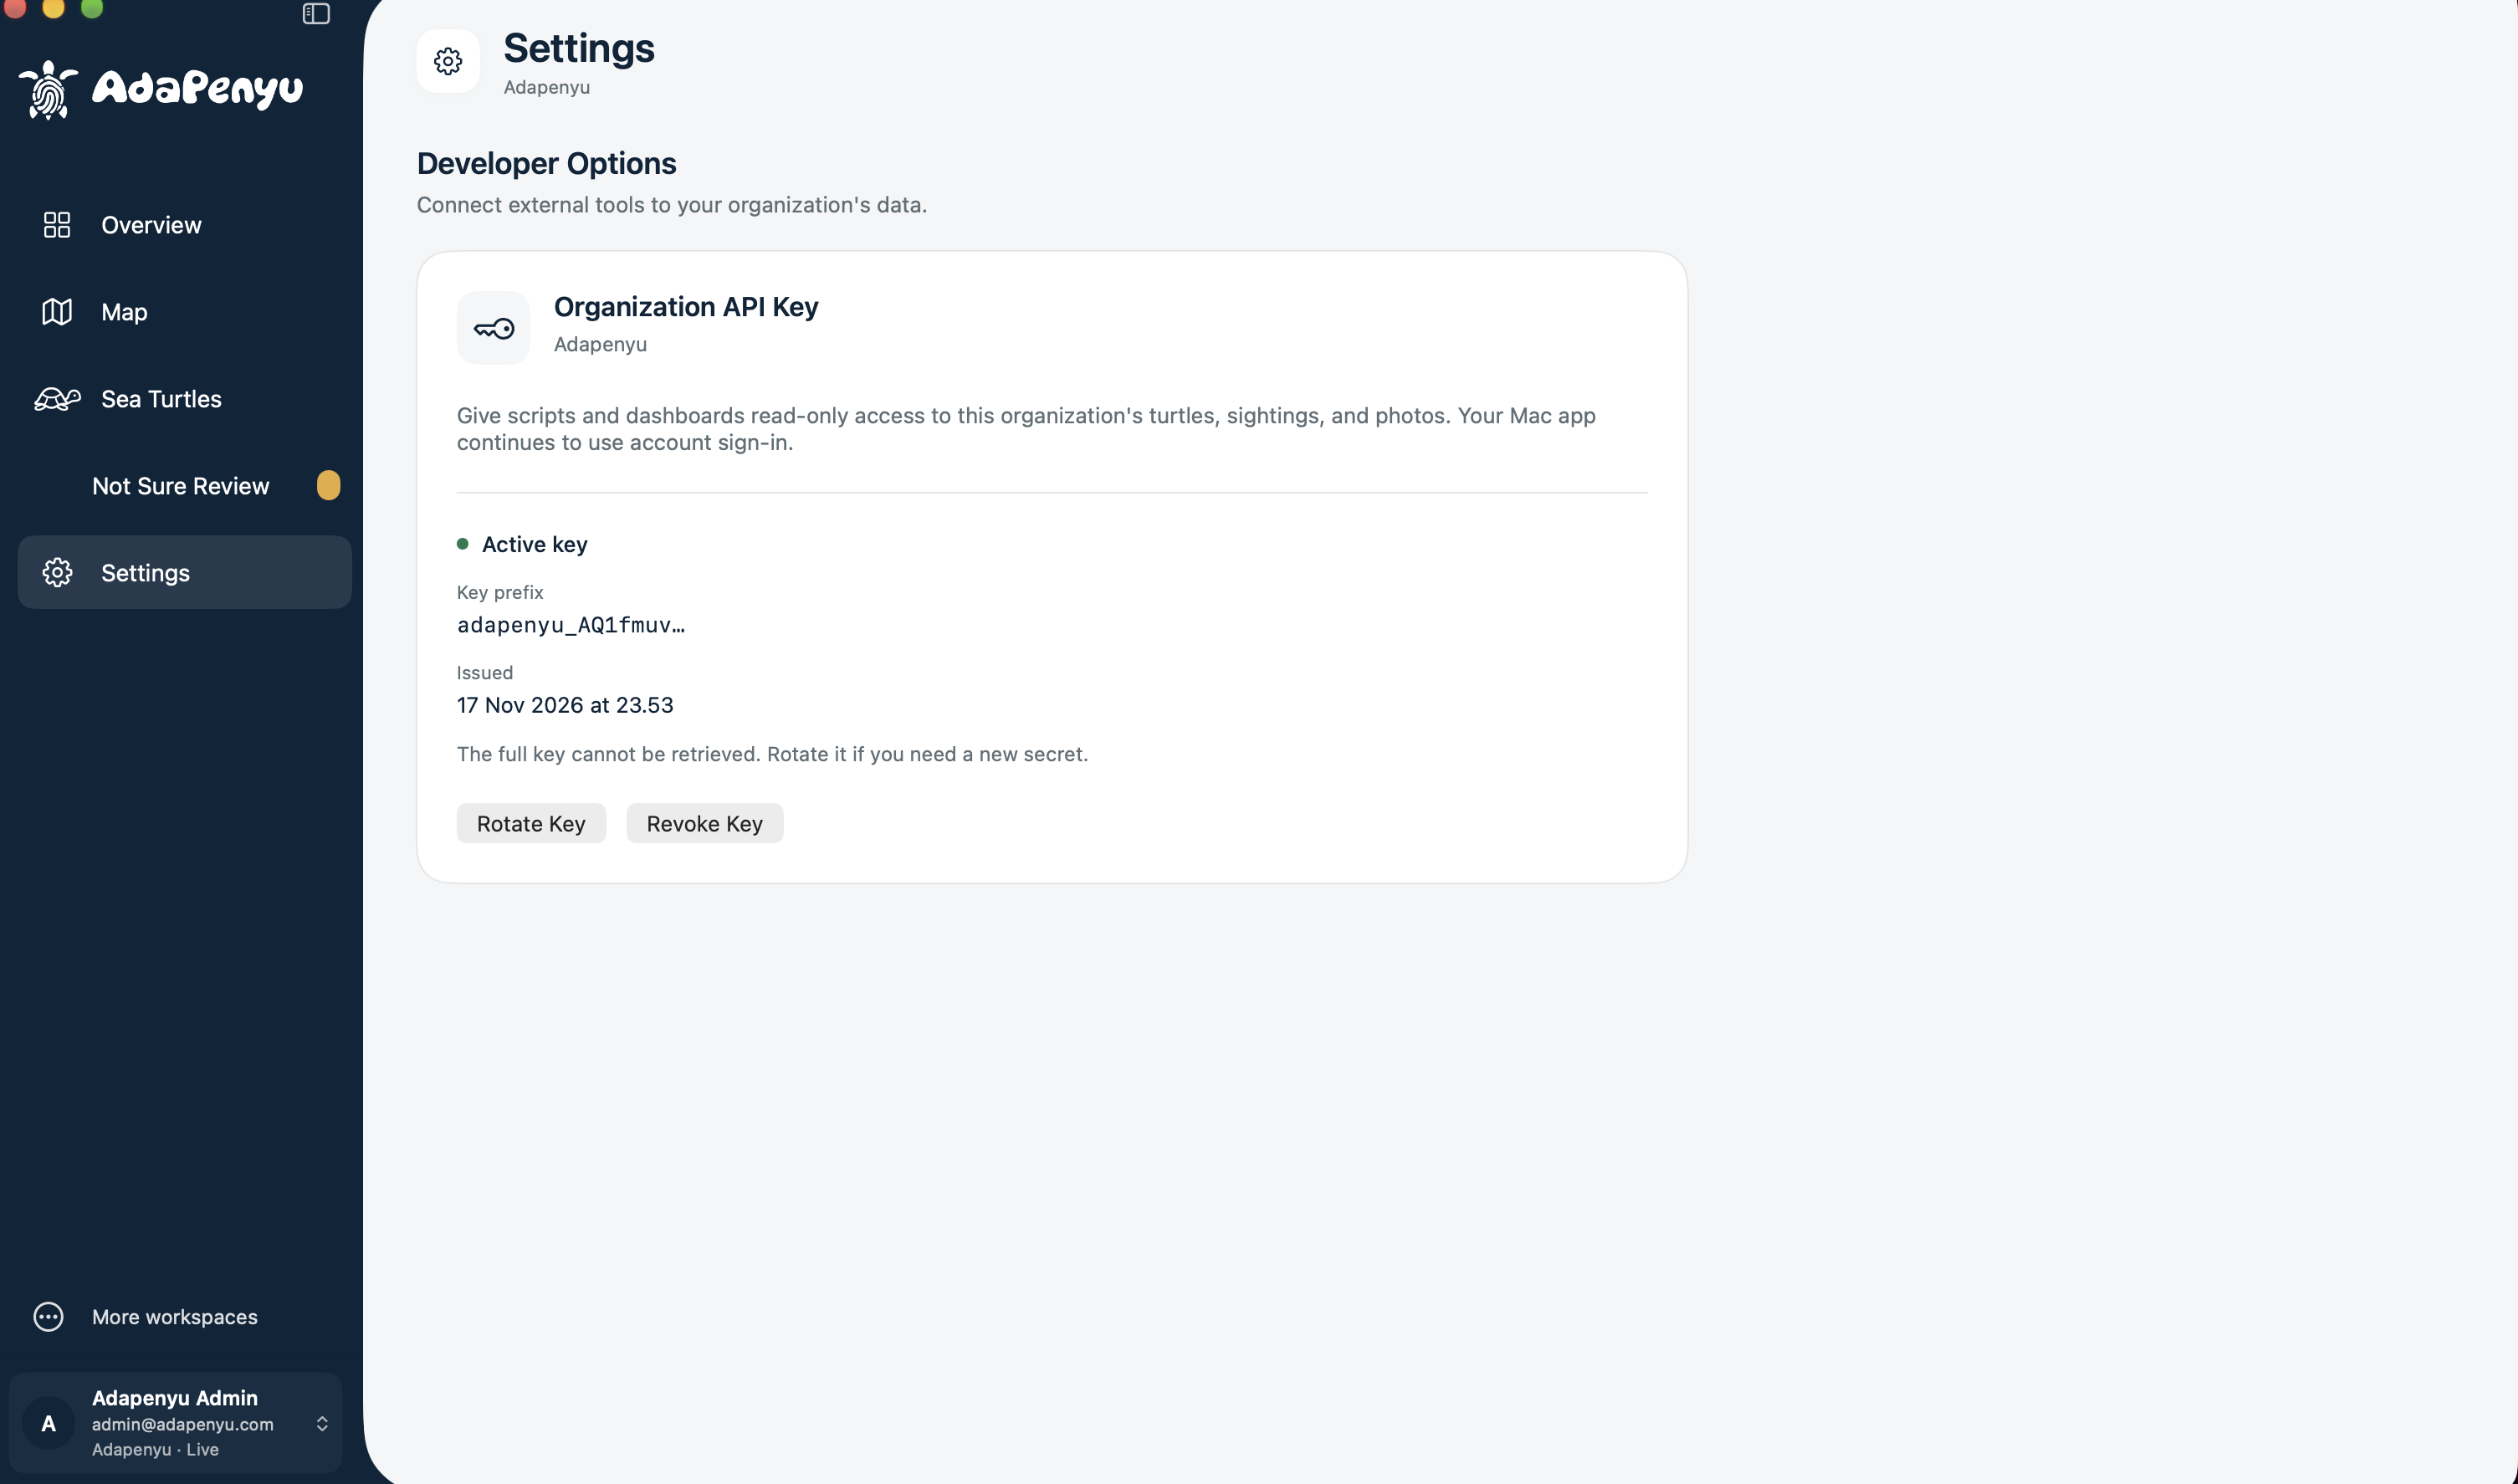 AdaPenyu
Overview
Map
Sea Turtles
Not Sure Review
Settings
More workspaces
A
Adapenyu Admin
admin@adapenyu.com
Adapenyu · Live
Settings
Adapenyu
Developer Options
Connect external tools to your organization's data.
Organization API Key
Adapenyu
Give scripts and dashboards read-only access to this organization's turtles, sightings, and photos. Your Mac app
continues to use account sign-in.
Active key
Key prefix
adapenyu_AQ1fmuv…
Issued
17 Nov 2026 at 23.53
The full key cannot be retrieved. Rotate it if you need a new secret.
Rotate Key
Revoke Key